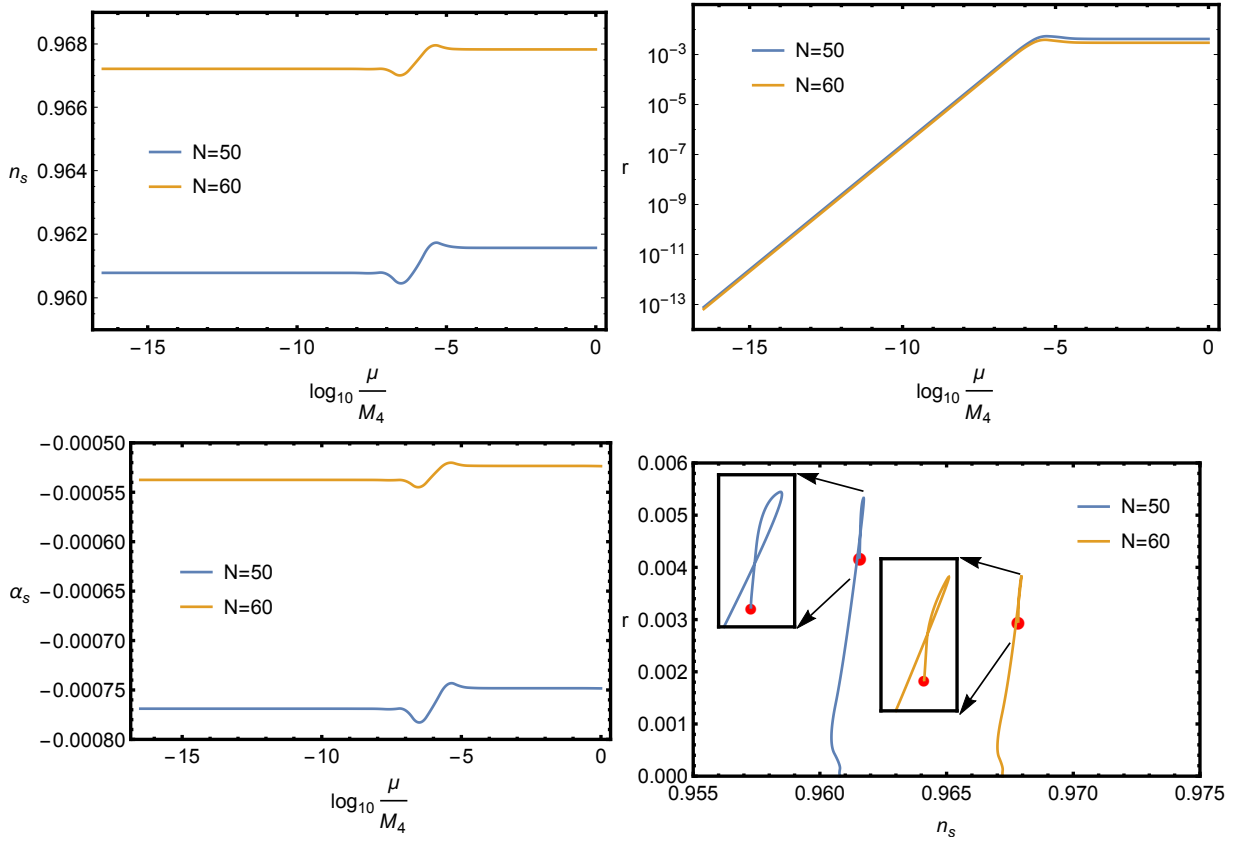 0.968
0.966
0.964
0.962
0.960
n_s
N=50
N=60
−15
−10
−5
0
log₁₀ μ/M₄
10⁻³
10⁻⁵
10⁻⁷
10⁻⁹
10⁻¹¹
10⁻¹³
r
N=50
N=60
−15
−10
−5
0
log₁₀ μ/M₄
−0.00050
−0.00055
−0.00060
−0.00065
−0.00070
−0.00075
−0.00080
α_s
N=50
N=60
−15
−10
−5
0
log₁₀ μ/M₄
0.006
0.005
0.004
0.003
0.002
0.001
0.000
r
N=50
N=60
0.955
0.960
0.965
0.970
0.975
n_s